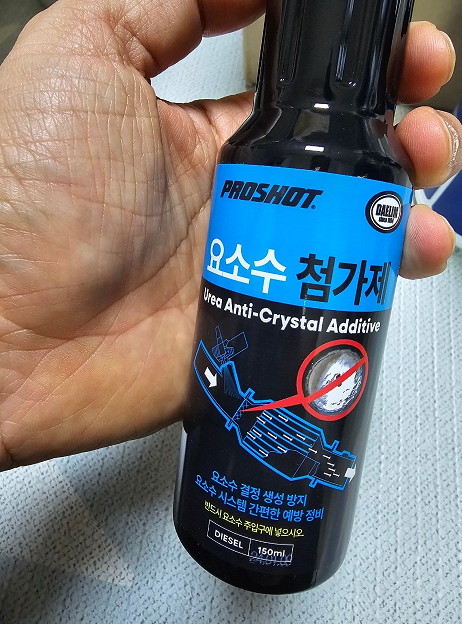 PROSHOT
DAELIM
요소수 첨가제
Urea Anti-Crystal Additive
요소수 결정 생성 방지
요소수 시스템 간편한 예방 정비
반드시 요소수 주입구에 넣으시오.
DIESEL 150ml